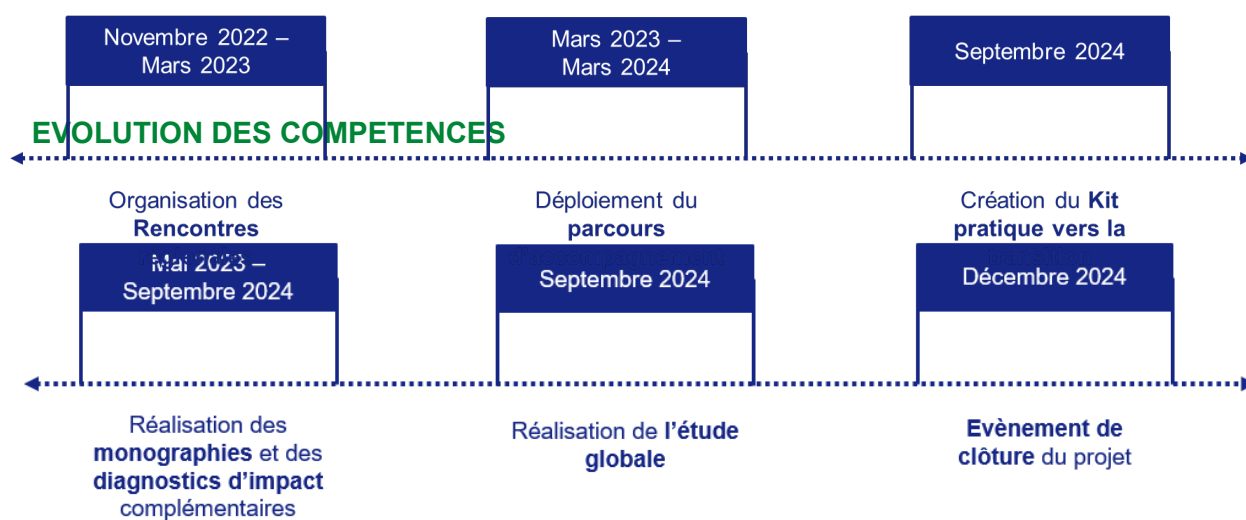 Novembre 2022 –
Mars 2023
Mars 2023 –
Mars 2024
Septembre 2024
EVOLUTION DES COMPETENCES
Organisation des
Rencontres
Déploiement du
parcours
Création du Kit
pratique vers la
Mai 2023 –
Septembre 2024
Septembre 2024
Décembre 2024
Réalisation des
monographies et des
diagnostics d’impact
complémentaires
Réalisation de l’étude
globale
Evènement de
clôture du projet